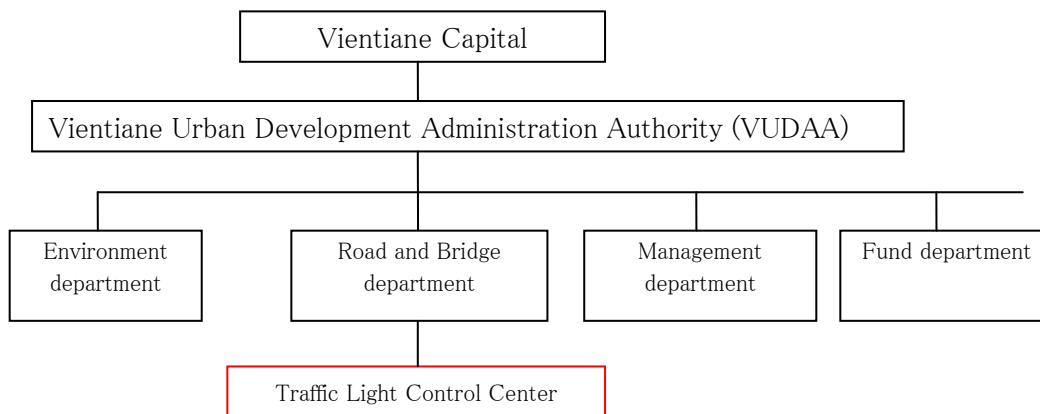 Vientiane Capital
Vientiane Urban Development Administration Authority (VUDAA)
Environment
department
Road and Bridge
department
Management
department
Fund department
Traffic Light Control Center